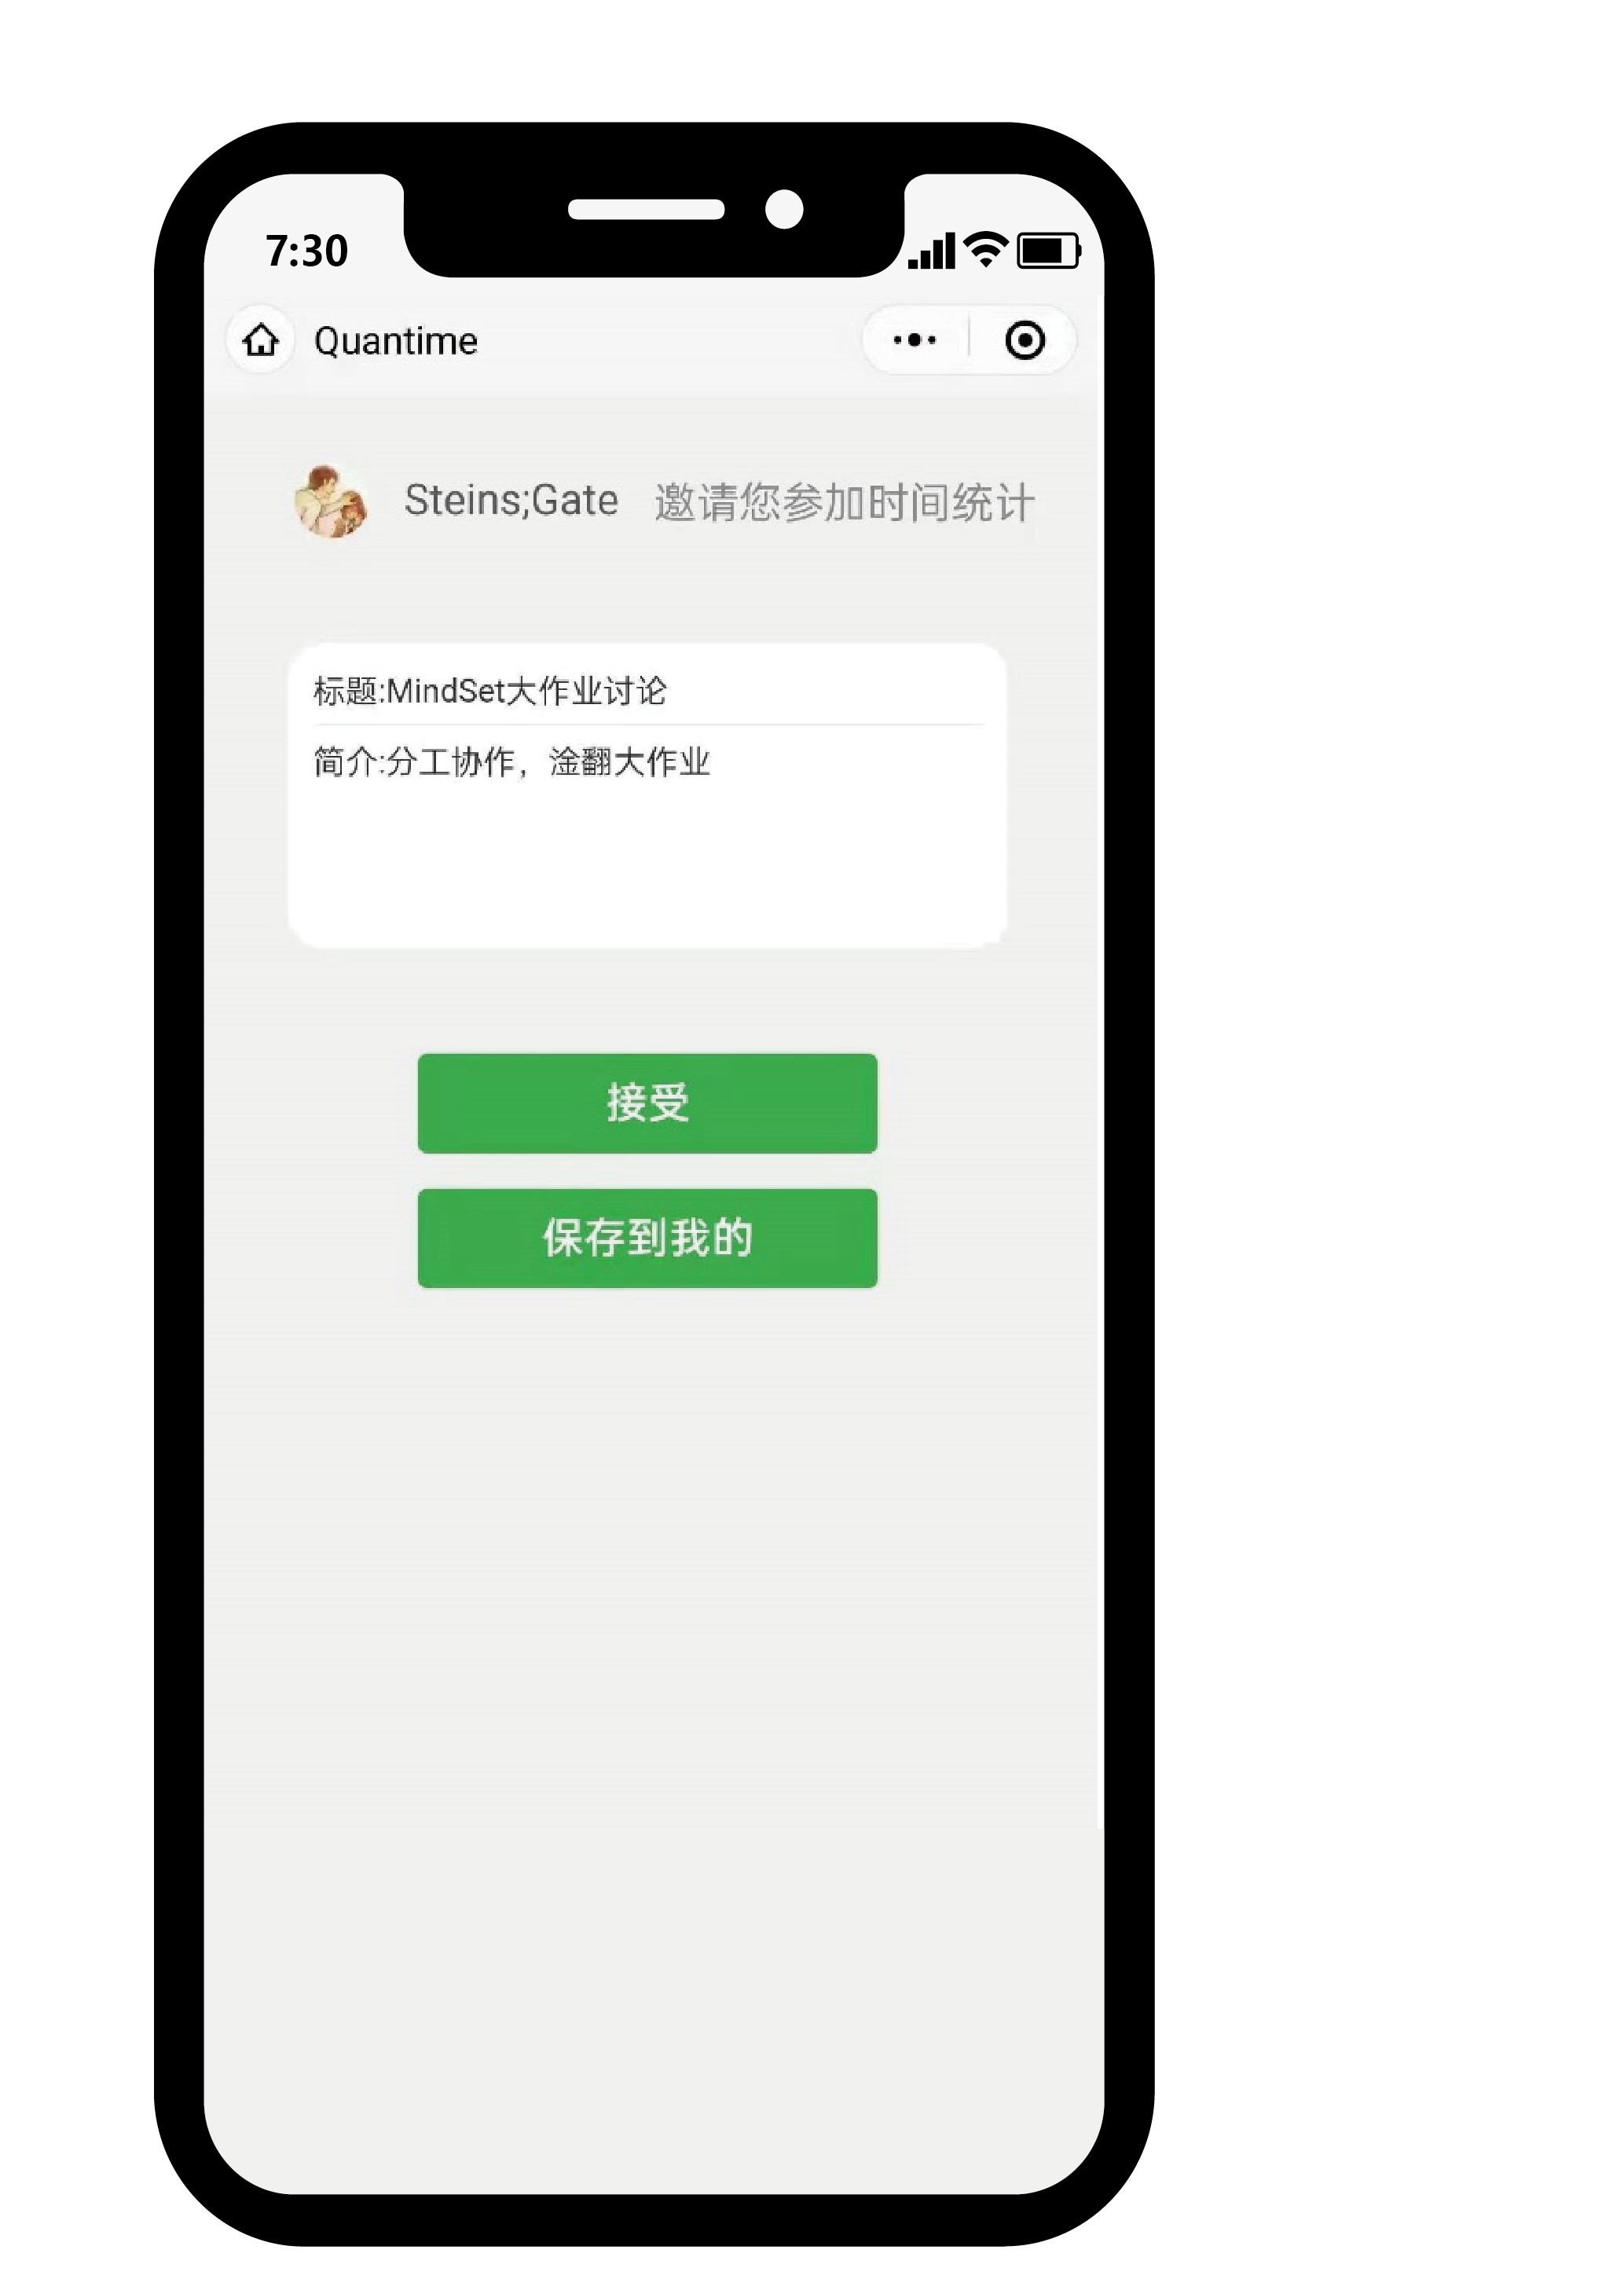 7:30
Quantime
Steins;Gate 邀请您参加时间统计
标题:MindSet大作业讨论
简介:分工协作，淦翻大作业
接受
保存到我的